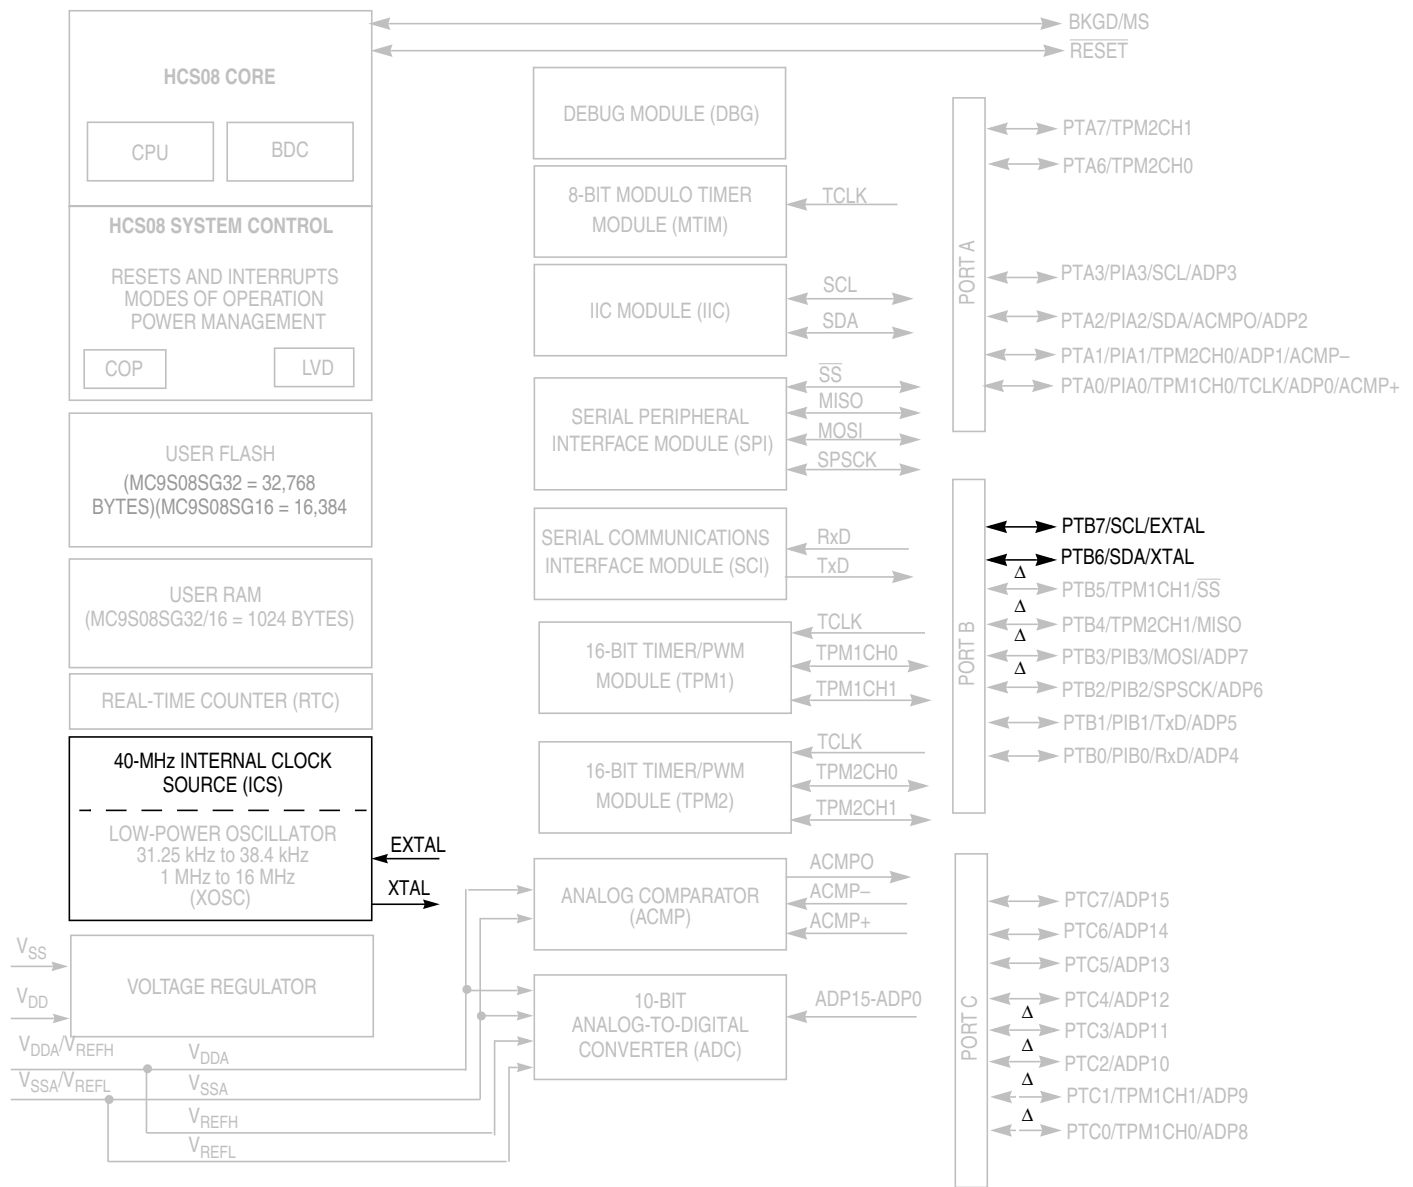 BKGD/MS
RESET
HCS08 CORE
CPU
BDC
HCS08 SYSTEM CONTROL
RESETS AND INTERRUPTS
MODES OF OPERATION
POWER MANAGEMENT
COP
LVD
USER FLASH
(MC9S08SG32 = 32,768
BYTES)(MC9S08SG16 = 16,384
USER RAM
(MC9S08SG32/16 = 1024 BYTES)
REAL-TIME COUNTER (RTC)
40-MHz INTERNAL CLOCK
SOURCE (ICS)
LOW-POWER OSCILLATOR
31.25 kHz to 38.4 kHz
1 MHz to 16 MHz
(XOSC)
EXTAL
XTAL
VSS
VDD
VOLTAGE REGULATOR
VDDA/VREFH
VSSA/VREFL
VDDA
VSSA
VREFH
VREFL
DEBUG MODULE (DBG)
8-BIT MODULO TIMER
MODULE (MTIM)
TCLK
IIC MODULE (IIC)
SCL
SDA
SERIAL PERIPHERAL
INTERFACE MODULE (SPI)
SS
MISO
MOSI
SPSCK
SERIAL COMMUNICATIONS
INTERFACE MODULE (SCI)
RxD
TxD
16-BIT TIMER/PWM
MODULE (TPM1)
TCLK
TPM1CH0
TPM1CH1
16-BIT TIMER/PWM
MODULE (TPM2)
TCLK
TPM2CH0
TPM2CH1
ANALOG COMPARATOR
(ACMP)
ACMPO
ACMP–
ACMP+
10-BIT
ANALOG-TO-DIGITAL
CONVERTER (ADC)
ADP15-ADP0
PORT A
PTA7/TPM2CH1
PTA6/TPM2CH0
PTA3/PIA3/SCL/ADP3
PTA2/PIA2/SDA/ACMPO/ADP2
PTA1/PIA1/TPM2CH0/ADP1/ACMP–
PTA0/PIA0/TPM1CH0/TCLK/ADP0/ACMP+
PORT B
PTB7/SCL/EXTAL
PTB6/SDA/XTAL
Δ
PTB5/TPM1CH1/SS
Δ
PTB4/TPM2CH1/MISO
Δ
PTB3/PIB3/MOSI/ADP7
Δ
PTB2/PIB2/SPSCK/ADP6
PTB1/PIB1/TxD/ADP5
PTB0/PIB0/RxD/ADP4
PORT C
PTC7/ADP15
PTC6/ADP14
PTC5/ADP13
PTC4/ADP12
Δ
PTC3/ADP11
Δ
PTC2/ADP10
Δ
PTC1/TPM1CH1/ADP9
Δ
PTC0/TPM1CH0/ADP8